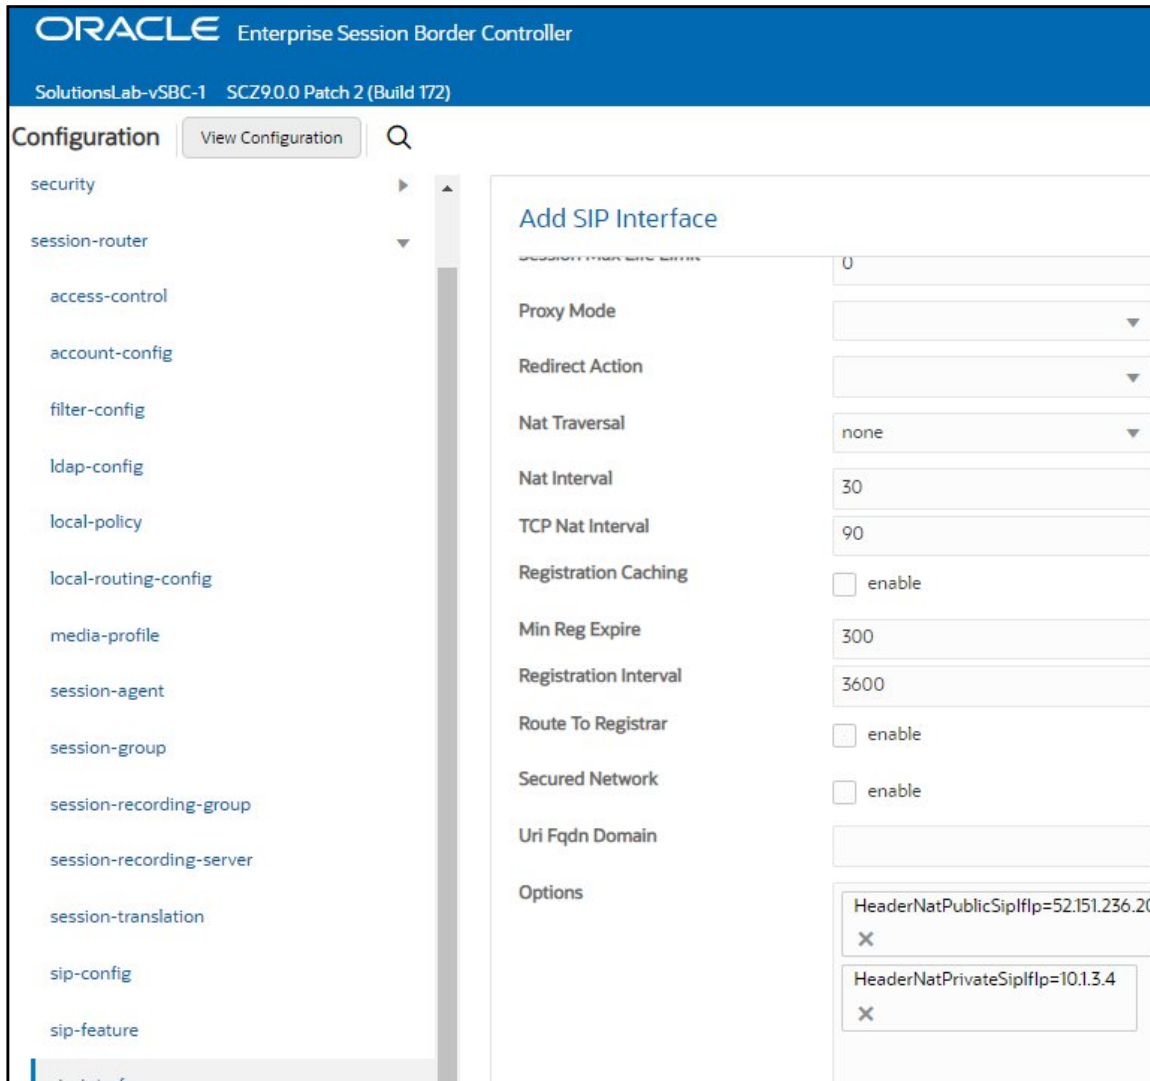 ORACLE Enterprise Session Border Controller
SolutionsLab-vSBC-1 SCZ9.0.0 Patch 2 (Build 172)
Configuration View Configuration
security
session-router
access-control
account-config
filter-config
ldap-config
local-policy
local-routing-config
media-profile
session-agent
session-group
session-recording-group
session-recording-server
session-translation
sip-config
sip-feature
Add SIP Interface
Session Max Life Limit 0
Proxy Mode
Redirect Action
Nat Traversal none
Nat Interval 30
TCP Nat Interval 90
Registration Caching enable
Min Reg Expire 300
Registration Interval 3600
Route To Registrar enable
Secured Network enable
Uri Fqdn Domain
Options HeaderNatPublicSipIfIp=52.151.236.20
HeaderNatPrivateSipIfIp=10.1.3.4